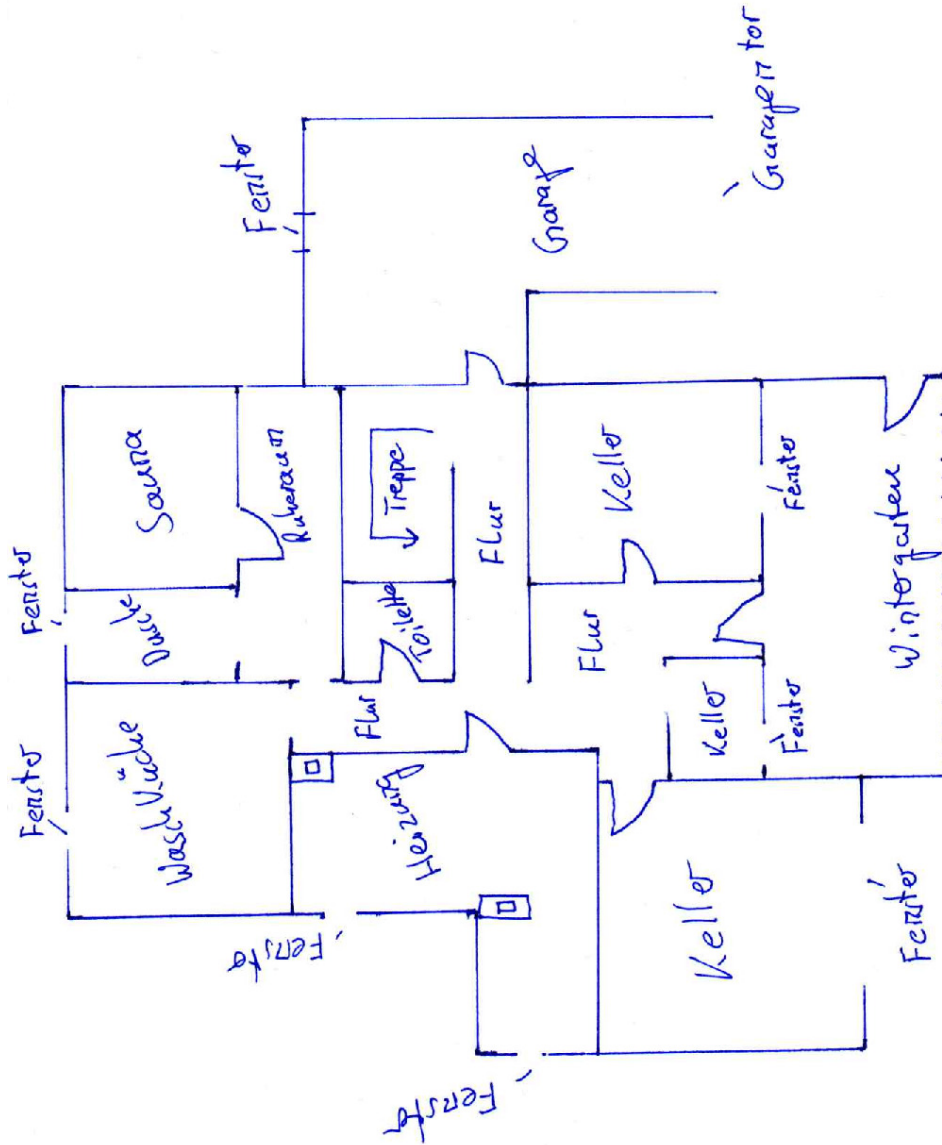 Fenster
Fenster
Fenster
Waschküche
Dusche
Sauna
Ruheraum
Fenster
Heizung
Flur
Toilette
Treppe
Flur
Garage
Garagentor
Fenster
Keller
Flur
Keller
Keller
Fenster
Fenster
Fenster
Wintergarten